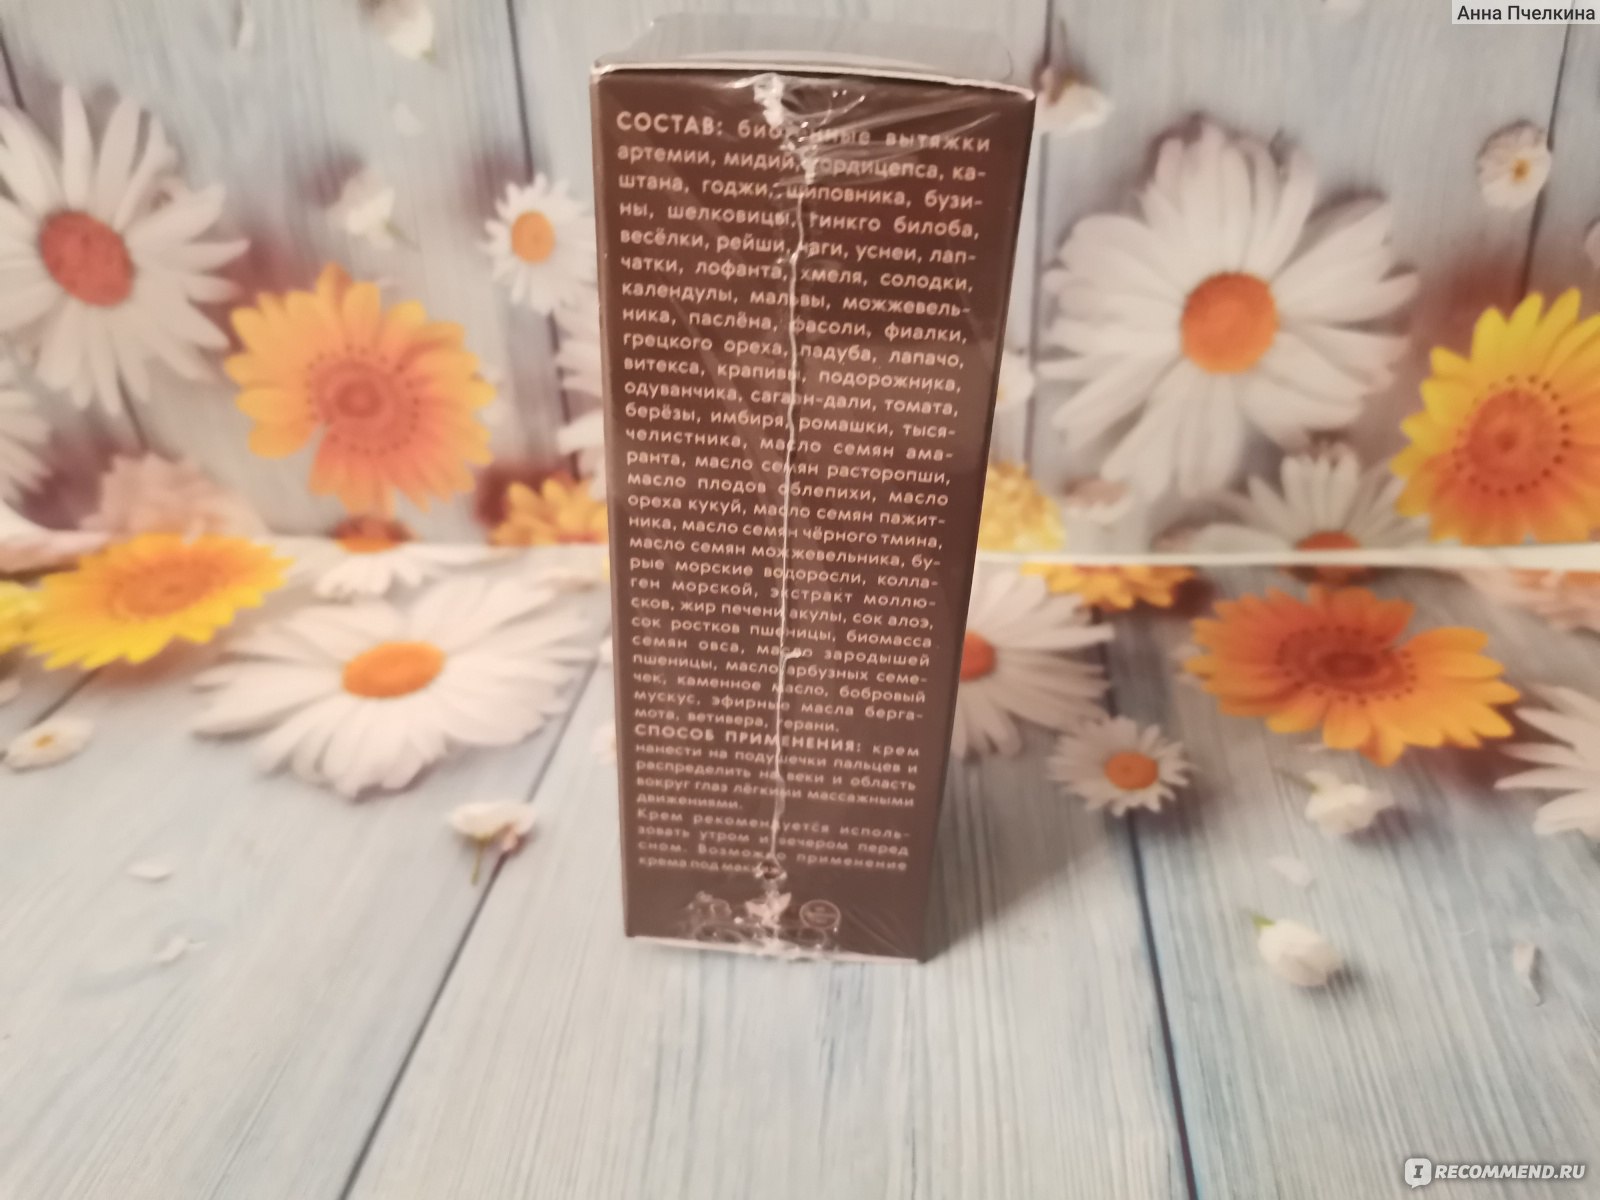 Анна Пчелкина
СОСТАВ: вытяжки
артемии, мидий, кордицепса, ка-
штана, годжи, шиповника, бузи-
ны, шелковицы, гинкго билоба,
весёлки, рейши, чаги, уснеи, лап-
чатки, лофанта, хмеля, солодки,
календулы, мальвы, можжевель-
ника, паслёна, фасоли, фиалки,
грецкого ореха, падуба, лапачо,
витекса, крапивы, подорожника,
одуванчика, саган-дали, томата,
берёзы, имбиря, ромашки, тыся-
челистника, масло семян ама-
ранта, масло семян расторопши,
масло плодов облепихи, масло
ореха кукуй, масло семян пажит-
ника, масло семян чёрного тмина,
масло семян можжевельника, бу-
рые морские водоросли, колла-
ген морской, экстракт моллю-
сков, жир печени акулы, сок алоэ,
сок ростков пшеницы, биомасса
семян овса, масло зародышей
пшеницы, масло арбузных семе-
чек, каменное масло, бобровый
мускус, эфирные масла берга-
мота, ветивера, герани.
СПОСОБ ПРИМЕНЕНИЯ: крем
нанести на подушечки пальцев и
распределить на веки и область
вокруг глаз лёгкими массажными
движениями.
Крем рекомендуется исполь-
зовать утром и вечером перед
сном. Возможно применение
крема под
IRECOMMEND.RU